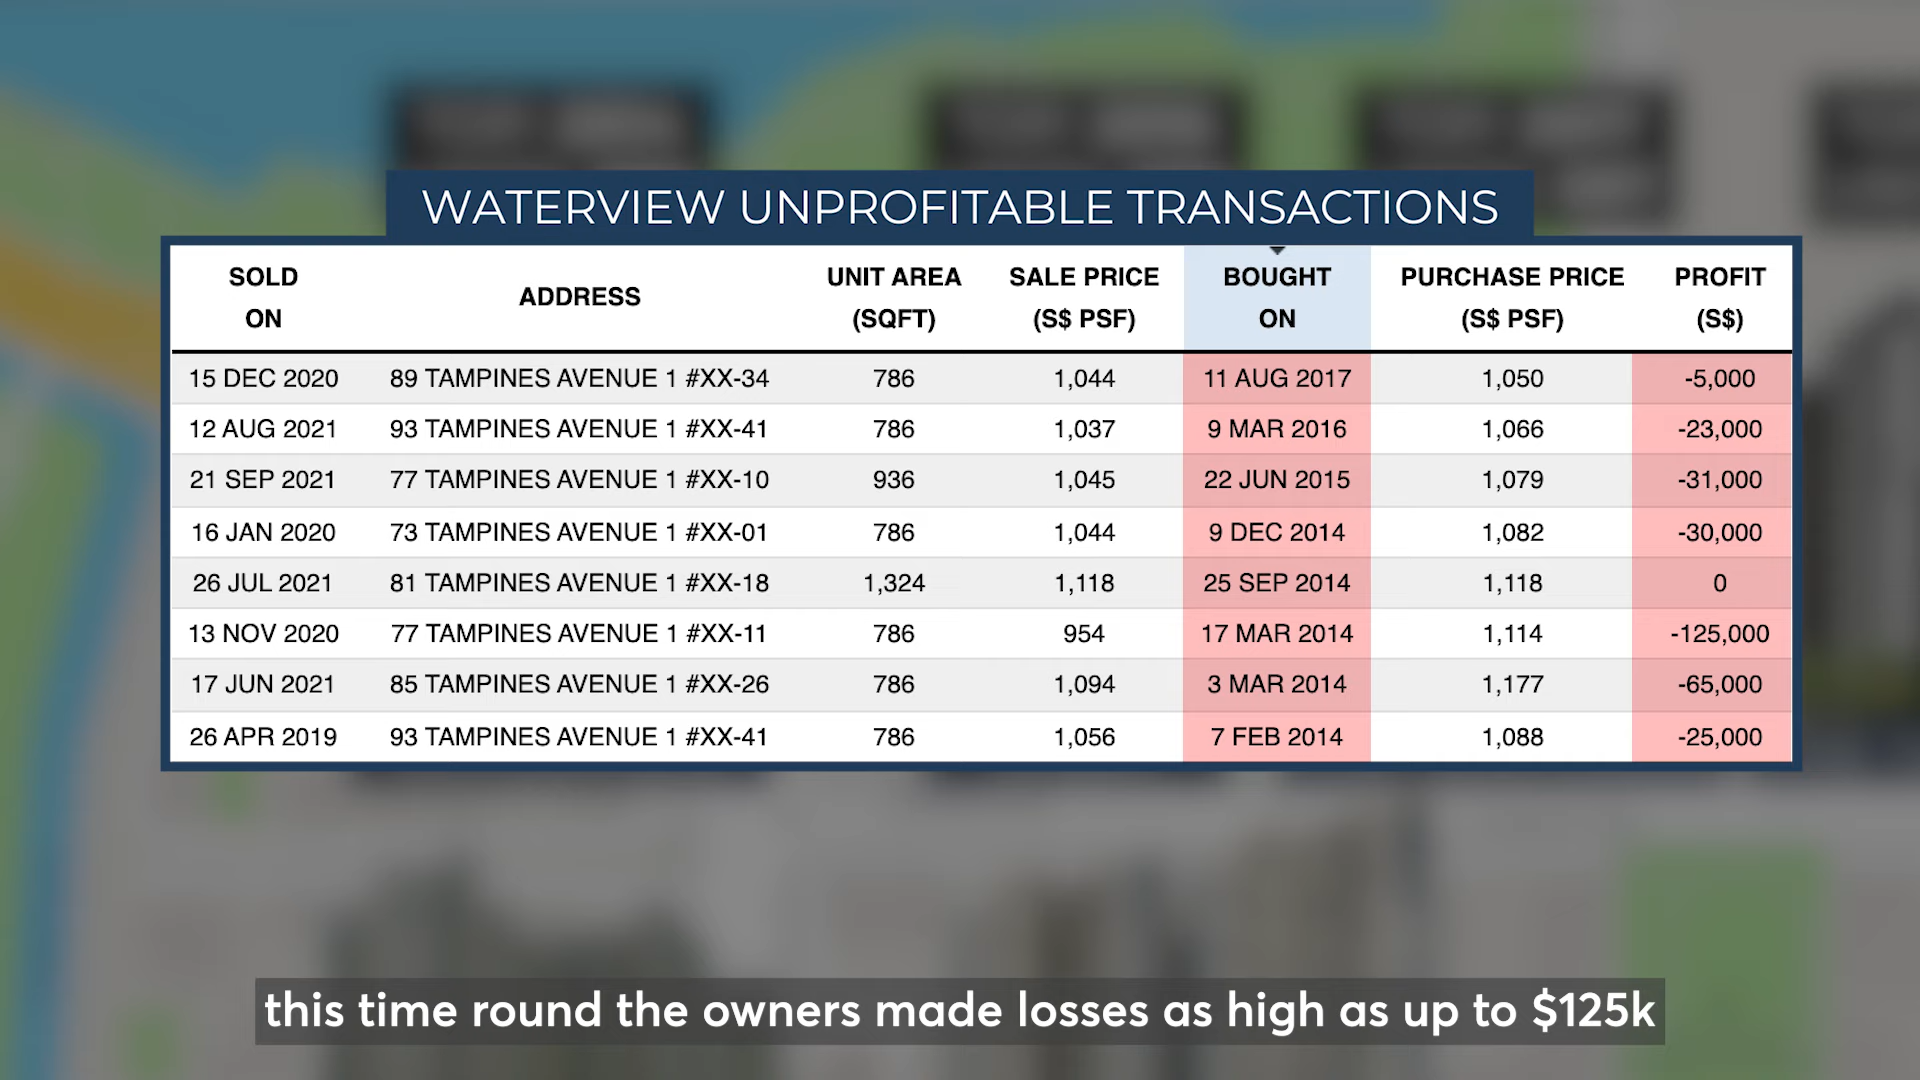 WATERVIEW UNPROFITABLE TRANSACTIONS
SOLD ON ADDRESS UNIT AREA (SQFT) SALE PRICE (S$ PSF) BOUGHT ON PURCHASE PRICE (S$ PSF) PROFIT (S$)
15 DEC 2020 89 TAMPINES AVENUE 1 #XX-34 786 1,044 11 AUG 2017 1,050 -5,000
12 AUG 2021 93 TAMPINES AVENUE 1 #XX-41 786 1,037 9 MAR 2016 1,066 -23,000
21 SEP 2021 77 TAMPINES AVENUE 1 #XX-10 936 1,045 22 JUN 2015 1,079 -31,000
16 JAN 2020 73 TAMPINES AVENUE 1 #XX-01 786 1,044 9 DEC 2014 1,082 -30,000
26 JUL 2021 81 TAMPINES AVENUE 1 #XX-18 1,324 1,118 25 SEP 2014 1,118 0
13 NOV 2020 77 TAMPINES AVENUE 1 #XX-11 786 954 17 MAR 2014 1,114 -125,000
17 JUN 2021 85 TAMPINES AVENUE 1 #XX-26 786 1,094 3 MAR 2014 1,177 -65,000
26 APR 2019 93 TAMPINES AVENUE 1 #XX-41 786 1,056 7 FEB 2014 1,088 -25,000
this time round the owners made losses as high as up to $125k